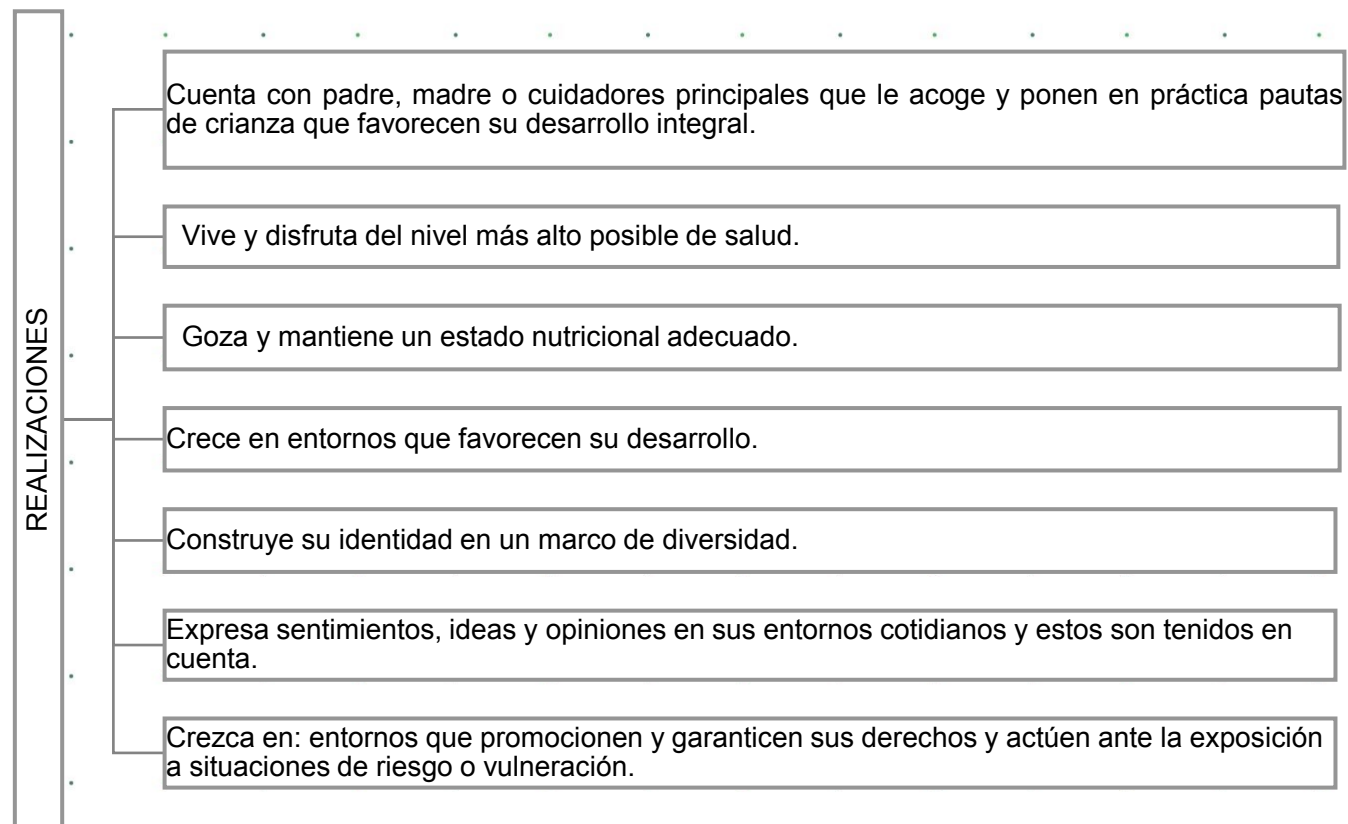 REALIZACIONES
Cuenta con padre, madre o cuidadores principales que le acoge y ponen en práctica pautas
de crianza que favorecen su desarrollo integral.
Vive y disfruta del nivel más alto posible de salud.
Goza y mantiene un estado nutricional adecuado.
Crece en entornos que favorecen su desarrollo.
Construye su identidad en un marco de diversidad.
Expresa sentimientos, ideas y opiniones en sus entornos cotidianos y estos son tenidos en
cuenta.
Crezca en: entornos que promocionen y garanticen sus derechos y actúen ante la exposición
a situaciones de riesgo o vulneración.